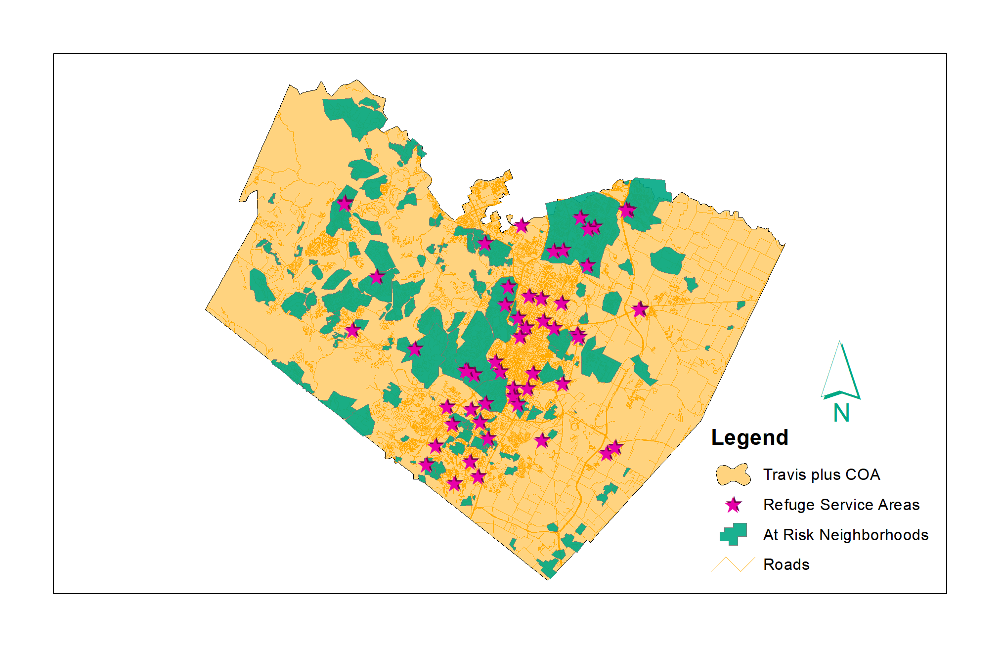 N
Legend
Travis plus COA
Refuge Service Areas
At Risk Neighborhoods
Roads